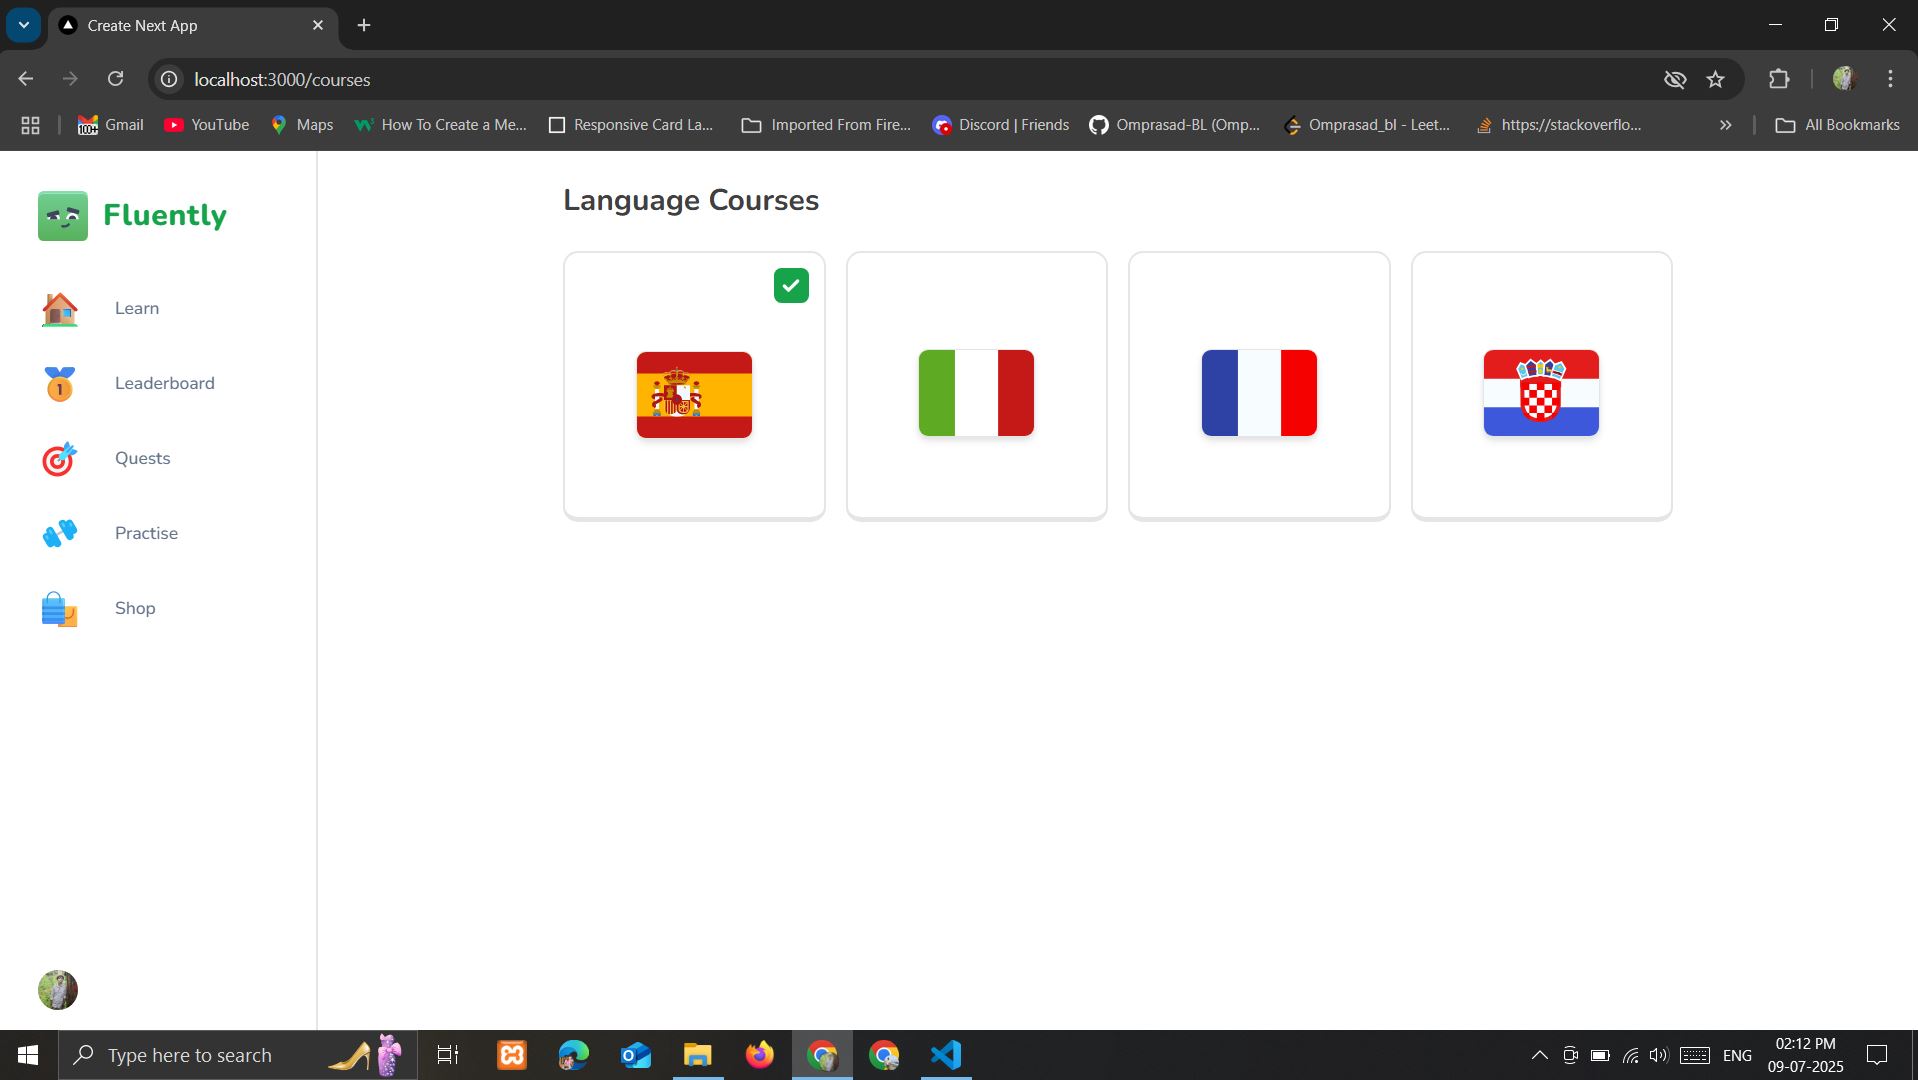 Create Next App
localhost:3000/courses
Gmail
YouTube
Maps
How To Create a Me...
Responsive Card La...
Imported From Fire...
Discord | Friends
Omprasad-BL (Omp...
Omprasad_bl - Leet...
https://stackoverflo...
All Bookmarks
Fluently
Learn
Leaderboard
Quests
Practise
Shop
Language Courses
Type here to search
ENG
02:12 PM
09-07-2025